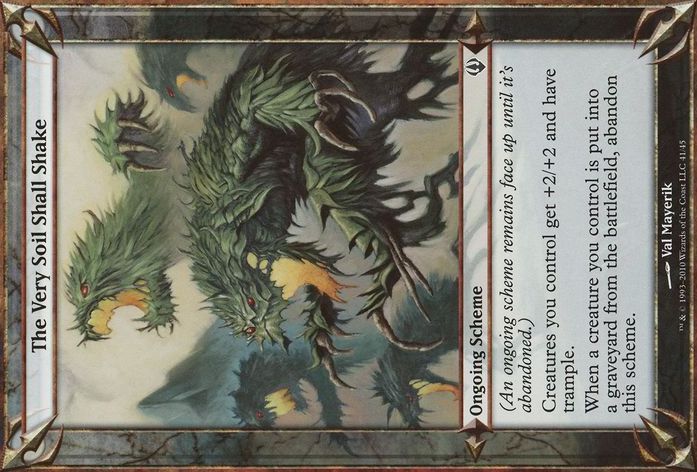 The Very Soil Shall Shake
Ongoing Scheme
(An ongoing scheme remains face up until it's
abandoned.)
Creatures you control get +2/+2 and have
trample.
When a creature you control is put into
a graveyard from the battlefield, abandon
this scheme.
Val Mayerik
™ & © 1993–2010 Wizards of the Coast LLC 41/45